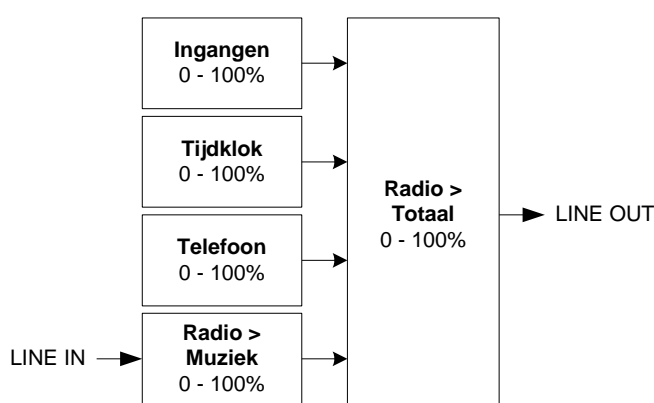 Ingangen
0 - 100%
Tijdklok
0 - 100%
Telefoon
0 - 100%
LINE IN
Radio >
Muziek
0 - 100%
Radio >
Totaal
0 - 100%
LINE OUT